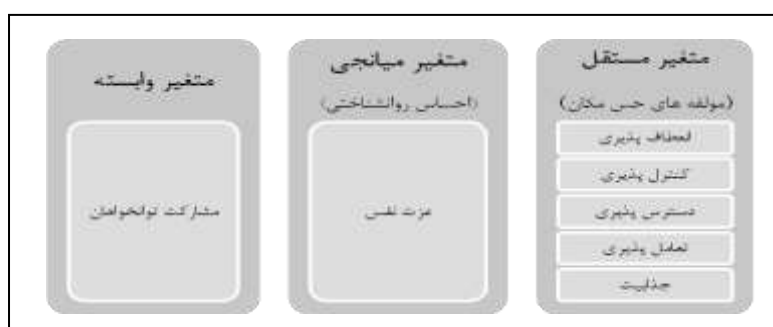 متغیر مستقل
(مولفه های حس مکان)
انعطاف پذیری
کنترل پذیری
دسترس پذیری
تعامل پذیری
جذابیت
متغیر میانجی
(احساس روانشناختی)
عزت نفس
متغیر وابسته
مشارکت توانخواهان